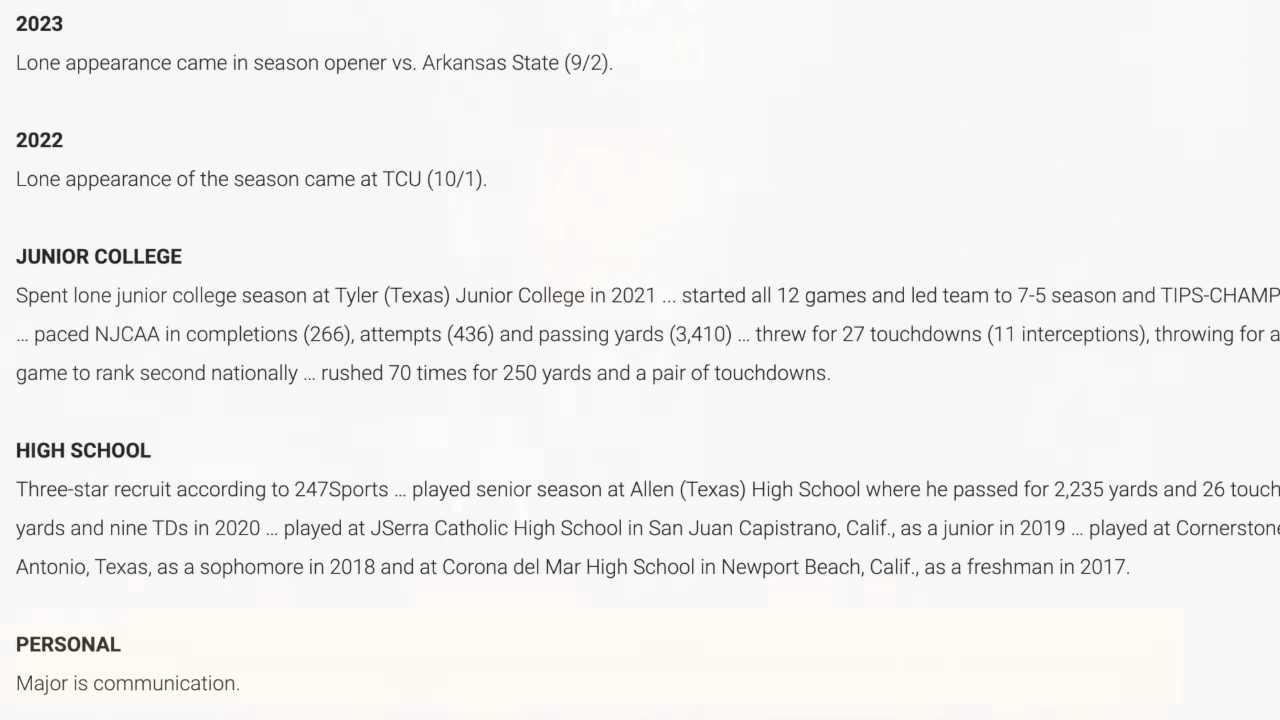 2023
Lone appearance came in season opener vs. Arkansas State (9/2).
2022
Lone appearance of the season came at TCU (10/1).
JUNIOR COLLEGE
Spent lone junior college season at Tyler (Texas) Junior College in 2021 ... started all 12 games and led team to 7-5 season and TIPS-CHAMP
... paced NJCAA in completions (266), attempts (436) and passing yards (3,410) ... threw for 27 touchdowns (11 interceptions), throwing for a
game to rank second nationally ... rushed 70 times for 250 yards and a pair of touchdowns.
HIGH SCHOOL
Three-star recruit according to 247Sports ... played senior season at Allen (Texas) High School where he passed for 2,235 yards and 26 touch
yards and nine TDs in 2020 ... played at JSerra Catholic High School in San Juan Capistrano, Calif., as a junior in 2019 ... played at Cornerstone
Antonio, Texas, as a sophomore in 2018 and at Corona del Mar High School in Newport Beach, Calif., as a freshman in 2017.
PERSONAL
Major is communication.